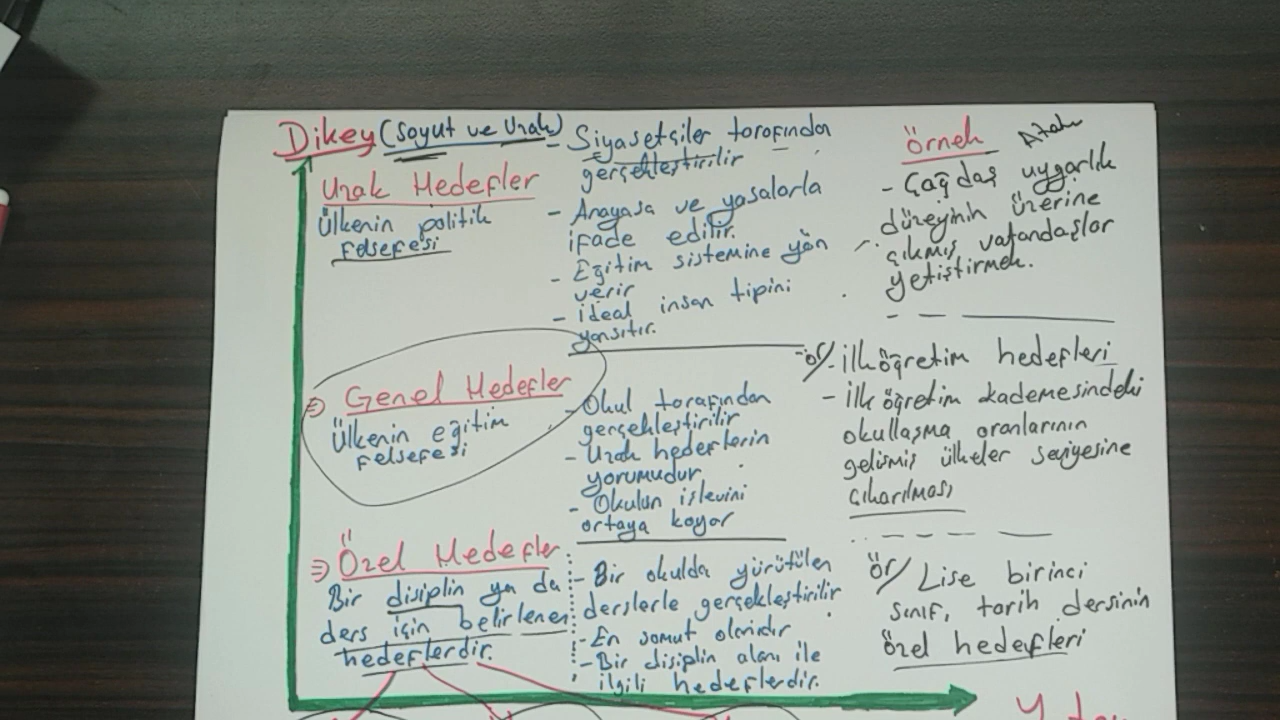 Dikey (Soyut ve Uzak)
Uzak Hedefler
Ülkenin politik
felsefesi
- Siyasetçiler tarafından
gerçekleştirilir
- Anayasa ve yasalarla
ifade edilir.
- Eğitim sistemine yön
verir
- İdeal insan tipini
yansıtır.
örnek
- Çağdaş uygarlık
düzeyinin üzerine
çıkmış vatandaşlar
yetiştirmek.
Genel Hedefler
Ülkenin eğitim
felsefesi
- Okul tarafından
gerçekleştirilir
- Uzak hedeflerin
yorumudur
- Okulun işlevini
ortaya koyar
ör/ - ilköğretim hedefleri
- ilköğretim kademesindeki
okullaşma oranlarının
gelişmiş ülkeler seviyesine
çıkarılması
Özel Hedefler
Bir disiplin ya da
ders için belirlenen
hedeflerdir.
- Bir okulda yürütülen
derslerle gerçekleştirilir
- En somut olanıdır
- Bir disiplin alanı ile
ilgili hedeflerdir.
ör/ Lise birinci
sınıf, tarih dersinin
özel hedefleri